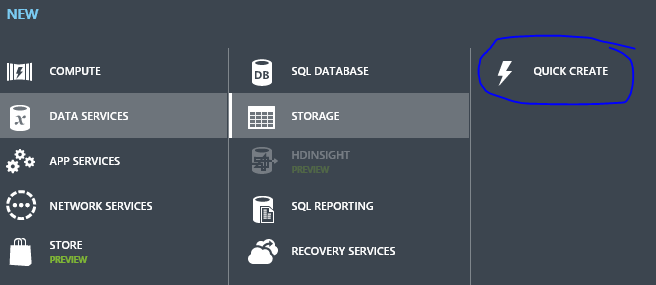 NEW
COMPUTE
DATA SERVICES
APP SERVICES
NETWORK SERVICES
STORE
PREVIEW
DB
SQL DATABASE
STORAGE
HDINSIGHT
PREVIEW
SQL REPORTING
RECOVERY SERVICES
QUICK CREATE